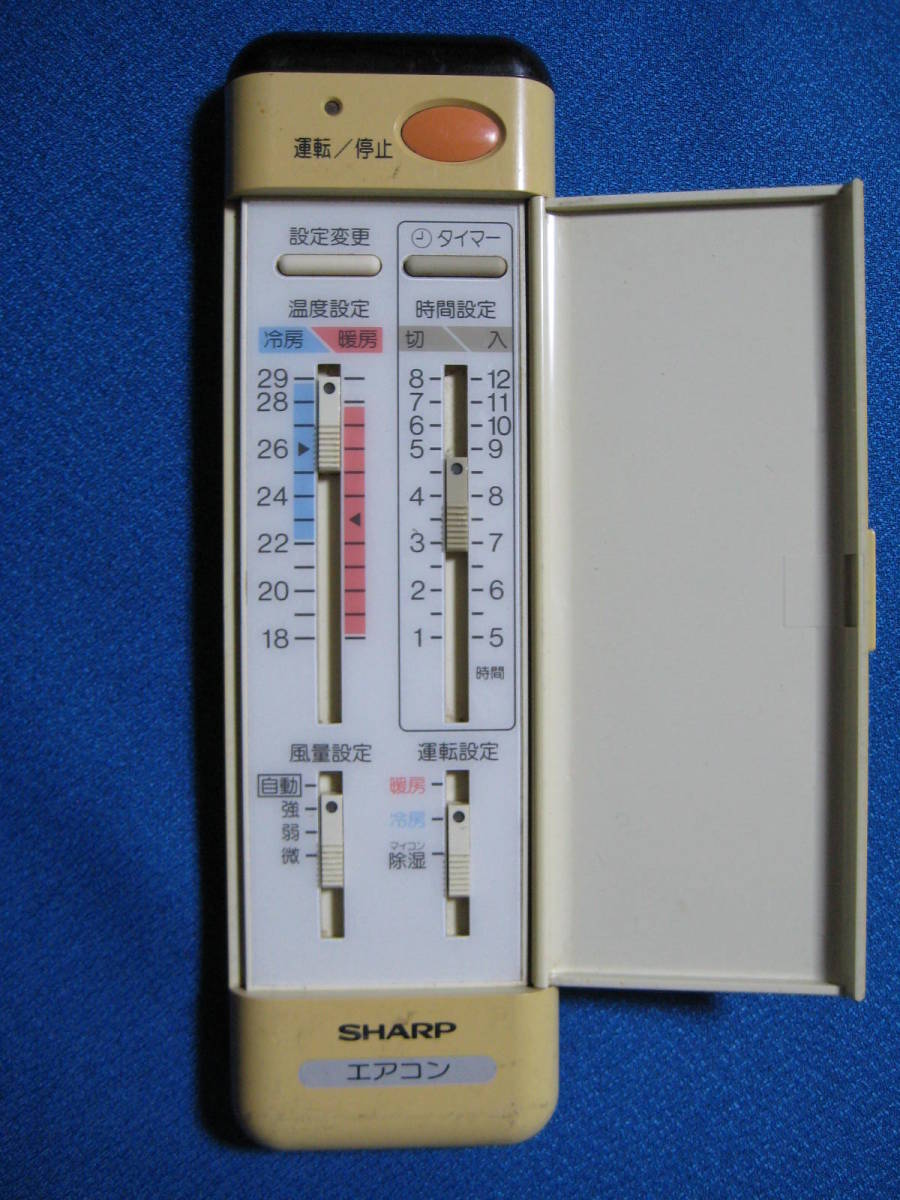 運転／停止
設定変更
タイマー
温度設定
時間設定
冷房 暖房
切 入
29
28
26
24
22
20
18
8 12
7 11
6 10
5 9
4 8
3 7
2 6
1 5
時間
風量設定
運転設定
自動
強
弱
微
暖房
冷房
マイコン
除湿
SHARP
エアコン